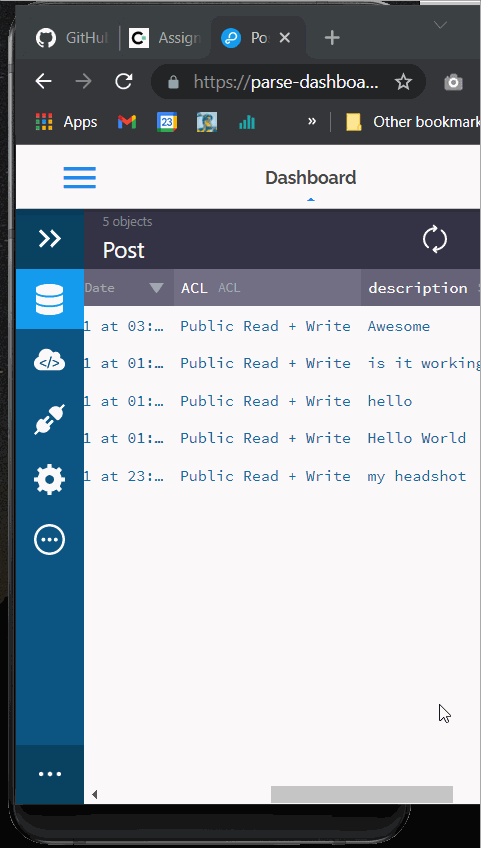 GitHub
Assign
Po
https://parse-dashboa...
Apps
23
»
Other bookmark
Dashboard
5 objects
Post
Date
ACL ACL
description
1 at 03:... Public Read + Write Awesome
1 at 01:... Public Read + Write is it working
1 at 01:... Public Read + Write hello
1 at 01:... Public Read + Write Hello World
1 at 23:... Public Read + Write my headshot